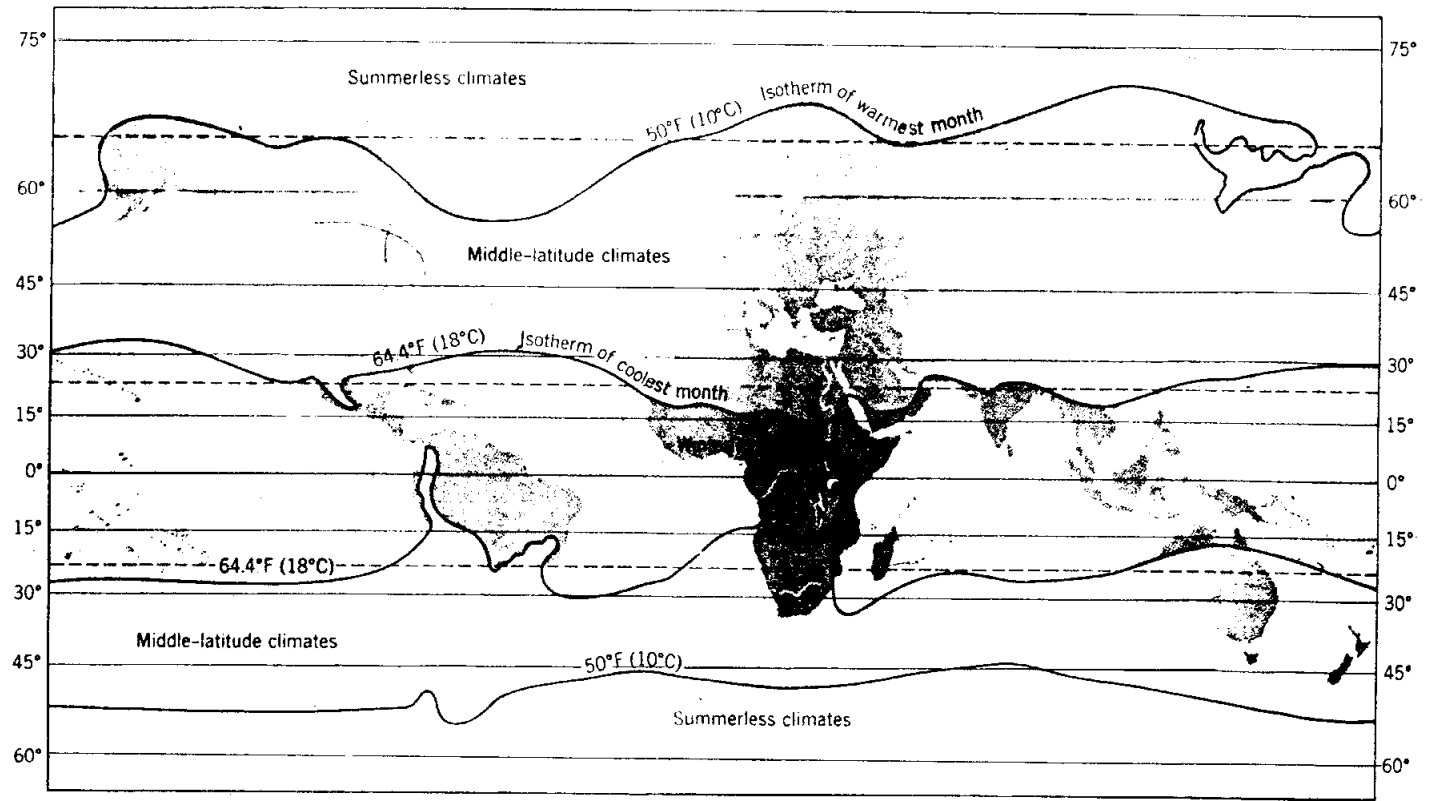 75° 75°
Summerless climates
50°F (10°C) Isotherm of warmest month
60° 60°
Middle-latitude climates
45° 45°
64.4°F (18°C) Isotherm of coolest month
30° 30°
15° 15°
0° 0°
15° 15°
64.4°F (18°C)
30° 30°
Middle-latitude climates
45° 50°F (10°C) 45°
Summerless climates
60° 60°